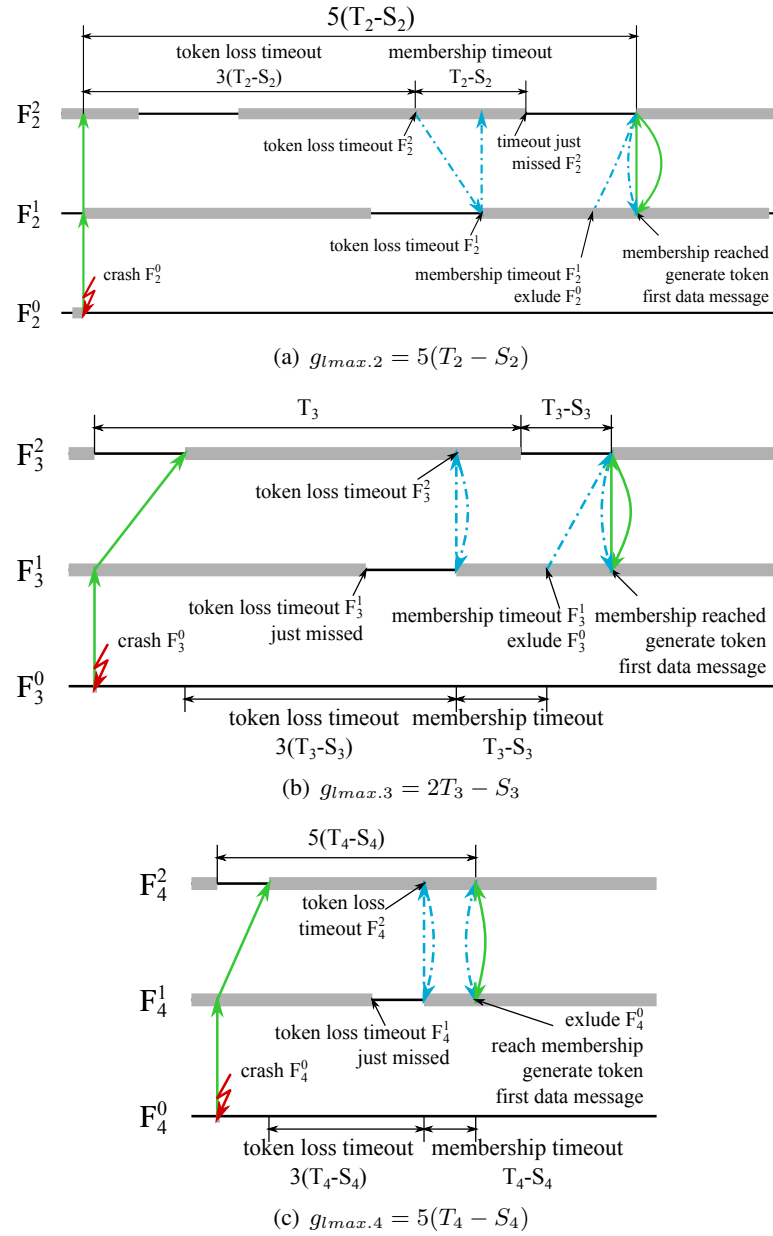 5(T₂-S₂)
token loss timeout membership timeout
3(T₂-S₂) T₂-S₂
F₂²
token loss timeout F₂² timeout just
missed F₂²
F₂¹
token loss timeout F₂¹
crash F₂⁰
membership timeout F₂¹
exlude F₂⁰
membership reached
generate token
first data message
F₂⁰
(a) g_{lmax.2} = 5(T₂ − S₂)
T₃ T₃-S₃
F₃²
token loss timeout F₃²
F₃¹
token loss timeout F₃¹
just missed
membership timeout F₃¹
exlude F₃⁰
membership reached
generate token
first data message
crash F₃⁰
F₃⁰
token loss timeout membership timeout
3(T₃-S₃) T₃-S₃
(b) g_{lmax.3} = 2T₃ − S₃
5(T₄-S₄)
F₄²
token loss
timeout F₄²
F₄¹
token loss timeout F₄¹
just missed
exlude F₄⁰
reach membership
generate token
first data message
crash F₄⁰
F₄⁰
token loss timeout membership timeout
3(T₄-S₄) T₄-S₄
(c) g_{lmax.4} = 5(T₄ − S₄)